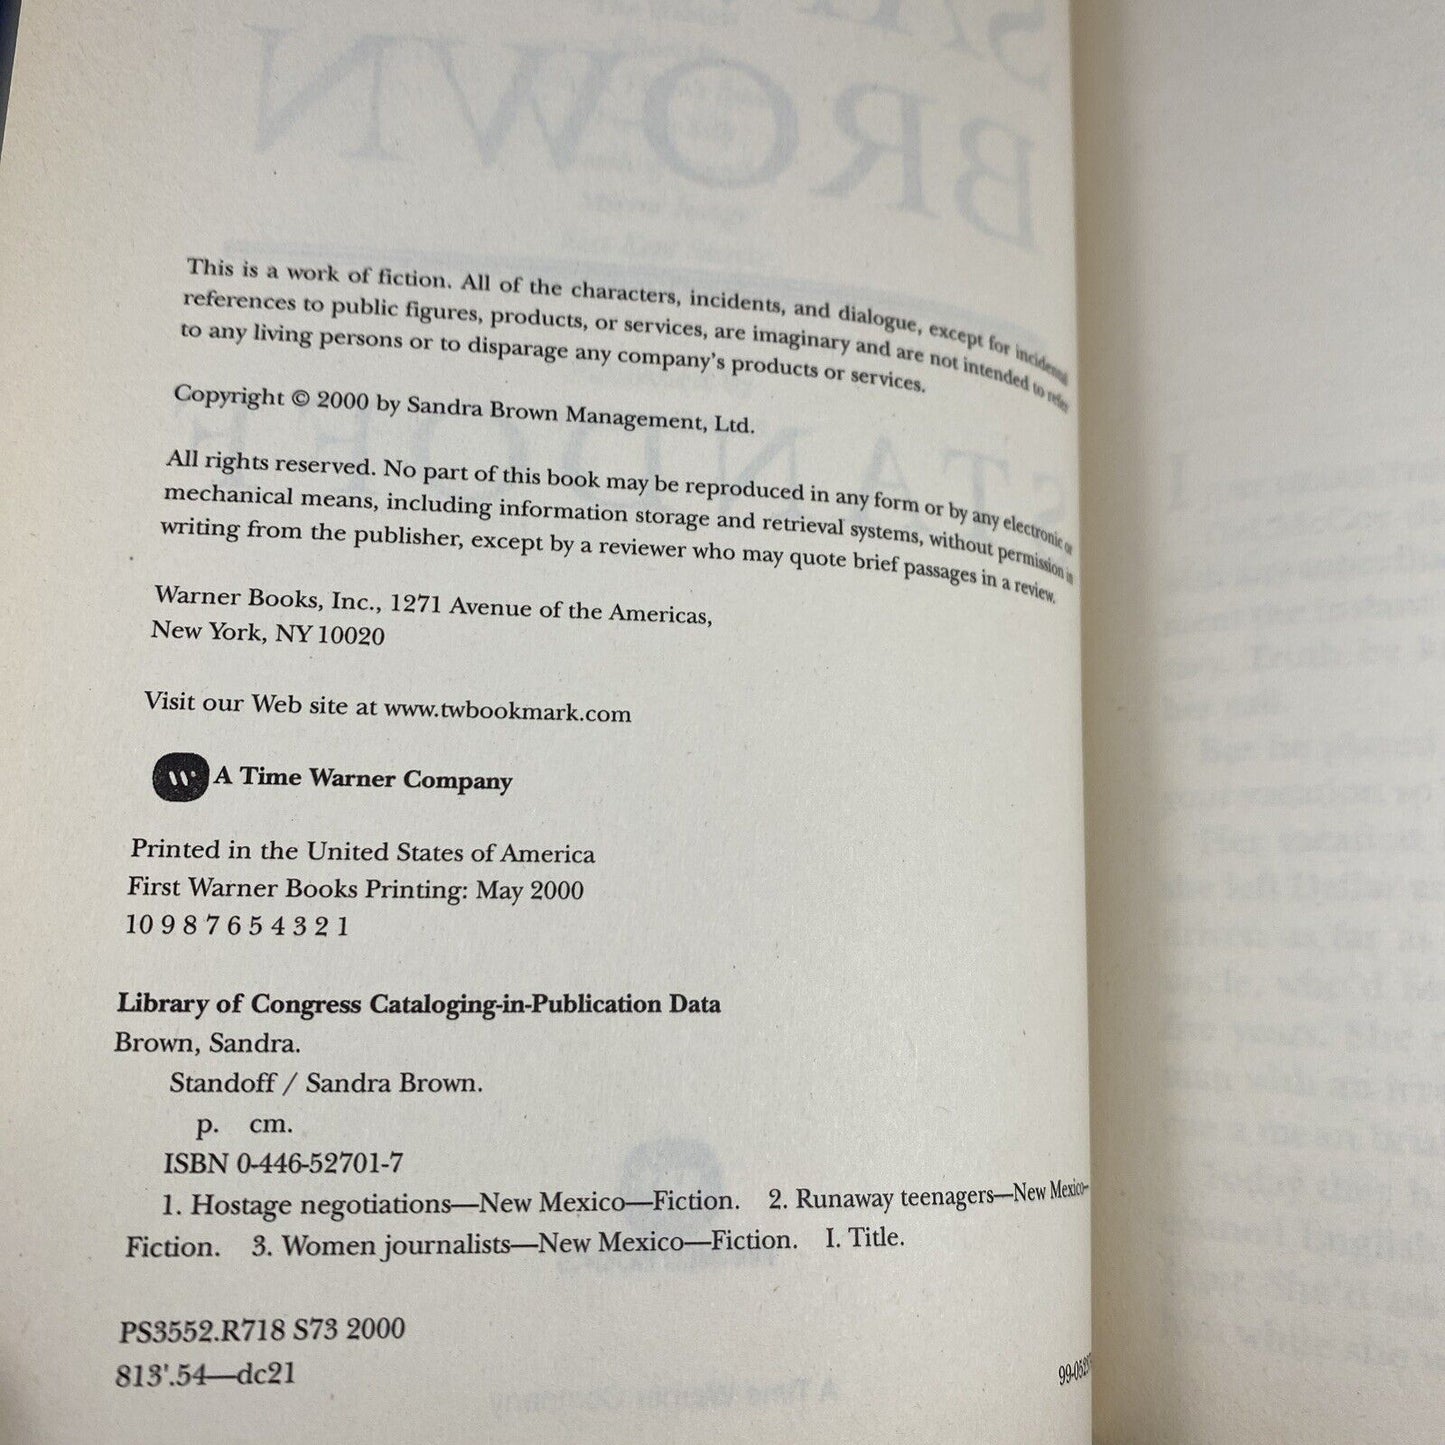 This is a work of fiction. All of the characters, incidents, and dialogue, except for incidental
references to public figures, products, or services, are imaginary and are not intended to refer
to any living persons or to disparage any company's products or services.
Copyright © 2000 by Sandra Brown Management, Ltd.
All rights reserved. No part of this book may be reproduced in any form or by any electronic or
mechanical means, including information storage and retrieval systems, without permission in
writing from the publisher, except by a reviewer who may quote brief passages in a review.
Warner Books, Inc., 1271 Avenue of the Americas,
New York, NY 10020
Visit our Web site at www.twbookmark.com
A Time Warner Company
Printed in the United States of America
First Warner Books Printing: May 2000
10 9 8 7 6 5 4 3 2 1
Library of Congress Cataloging-in-Publication Data
Brown, Sandra.
Standoff / Sandra Brown.
p. cm.
ISBN 0-446-52701-7
1. Hostage negotiations—New Mexico—Fiction. 2. Runaway teenagers—New Mexico—
Fiction. 3. Women journalists—New Mexico—Fiction. I. Title.
PS3552.R718 S73 2000
813'.54—dc21